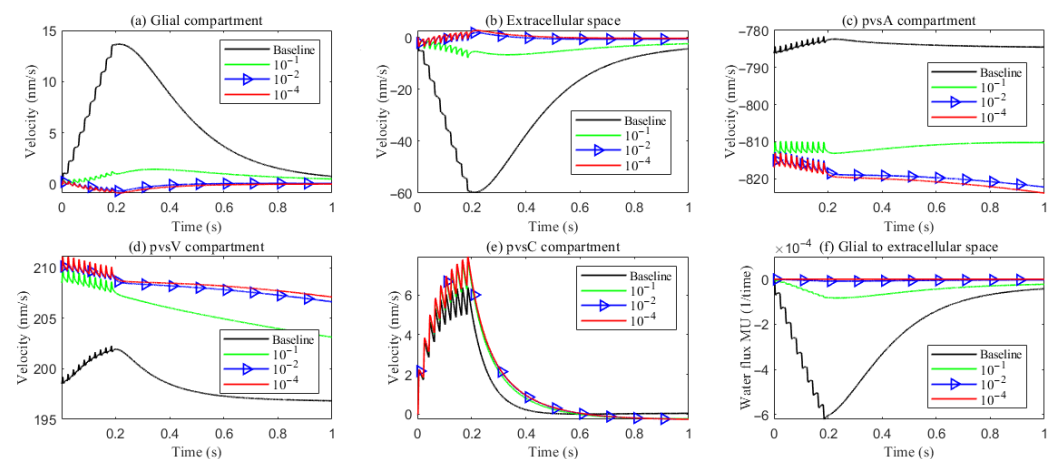 (a) Glial compartment
15
10
5
0
Velocity (nm/s)
Baseline
10⁻¹
10⁻²
10⁻⁴
0 0.2 0.4 0.6 0.8 1
Time (s)
(b) Extracellular space
0
−20
−40
−60
Velocity (nm/s)
Baseline
10⁻¹
10⁻²
10⁻⁴
0 0.2 0.4 0.6 0.8 1
Time (s)
(c) pvsA compartment
−780
−790
−800
−810
−820
Velocity (nm/s)
Baseline
10⁻¹
10⁻²
10⁻⁴
0 0.2 0.4 0.6 0.8 1
Time (s)
(d) pvsV compartment
210
205
200
195
Velocity (nm/s)
Baseline
10⁻¹
10⁻²
10⁻⁴
0 0.2 0.4 0.6 0.8 1
Time (s)
(e) pvsC compartment
6
4
2
0
Velocity (nm/s)
Baseline
10⁻¹
10⁻²
10⁻⁴
0 0.2 0.4 0.6 0.8 1
Time (s)
(f) Glial to extracellular space
×10⁻⁴
0
−2
−4
−6
Water flux MU (1/time)
Baseline
10⁻¹
10⁻²
10⁻⁴
0 0.2 0.4 0.6 0.8 1
Time (s)